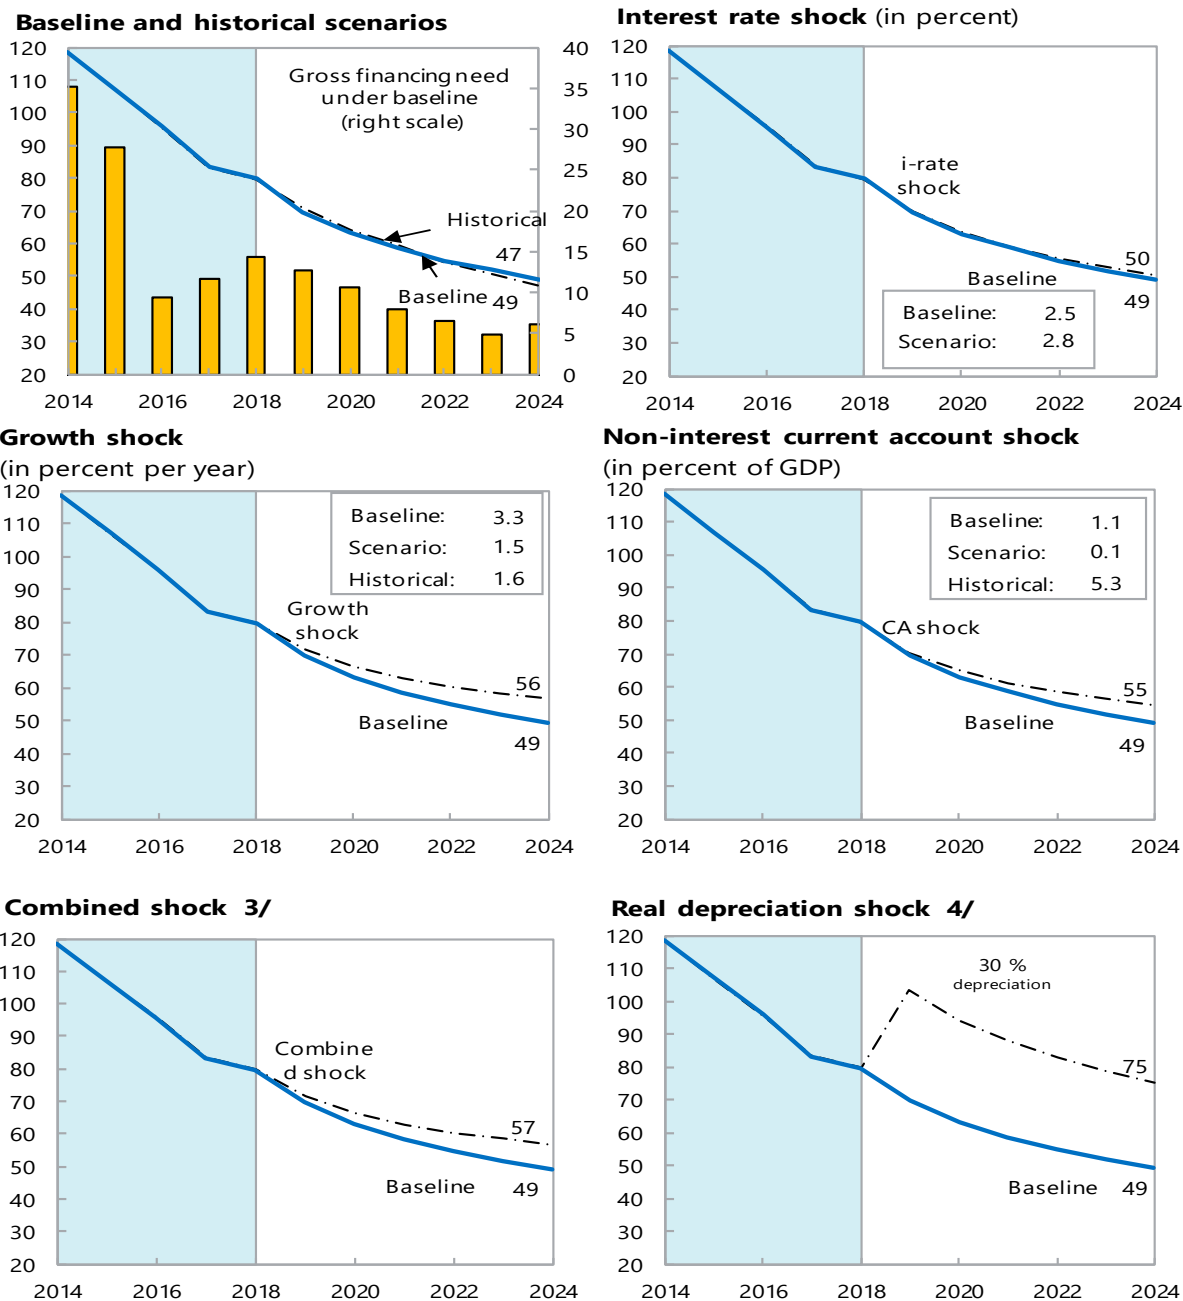 Baseline and historical scenarios
120
110
100
90
80
70
60
50
40
30
20
40
35
30
25
20
15
10
5
0
Gross financing need
under baseline
(right scale)
Historical
47
Baseline
49
2014 2016 2018 2020 2022 2024
Interest rate shock (in percent)
120
110
100
90
80
70
60
50
40
30
20
i-rate
shock
50
Baseline
49
Baseline: 2.5
Scenario: 2.8
2014 2016 2018 2020 2022 2024
Growth shock
(in percent per year)
120
110
100
90
80
70
60
50
40
30
20
Baseline: 3.3
Scenario: 1.5
Historical: 1.6
Growth
shock
56
Baseline
49
2014 2016 2018 2020 2022 2024
Non-interest current account shock
(in percent of GDP)
120
110
100
90
80
70
60
50
40
30
20
Baseline: 1.1
Scenario: 0.1
Historical: 5.3
CA shock
55
Baseline
49
2014 2016 2018 2020 2022 2024
Combined shock 3/
120
110
100
90
80
70
60
50
40
30
20
Combine
d shock
57
Baseline 49
2014 2016 2018 2020 2022 2024
Real depreciation shock 4/
120
110
100
90
80
70
60
50
40
30
20
30 %
depreciation
75
Baseline 49
2014 2016 2018 2020 2022 2024